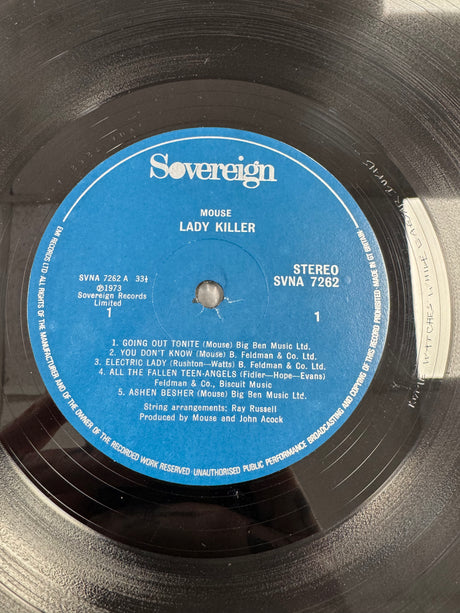 Sovereign
MOUSE
LADY KILLER
SVNA 7262 A 33⅓
Ⓟ1973
Sovereign Records
Limited
1
STEREO
SVNA 7262
1
1. GOING OUT TONITE (Mouse) Big Ben Music Ltd.
2. YOU DON'T KNOW (Mouse) B. Feldman & Co. Ltd.
3. ELECTRIC LADY (Rushton—Watts) B. Feldman & Co. Ltd.
4. ALL THE FALLEN TEEN-ANGELS (Fidler—Hope—Evans)
Feldman & Co., Biscuit Music
5. ASHEN BESHER (Mouse) Big Ben Music Ltd.
String arrangements; Ray Russell
Produced by Mouse and John Acock
EMI RECORDS LTD ALL RIGHTS OF THE MANUFACTURER AND OF THE OWNER OF THE RECORDED WORK RESERVED · UNAUTHORISED PUBLIC PERFORMANCE BROADCASTING AND COPYING OF THIS RECORD PROHIBITED · MADE IN GT BRITAIN